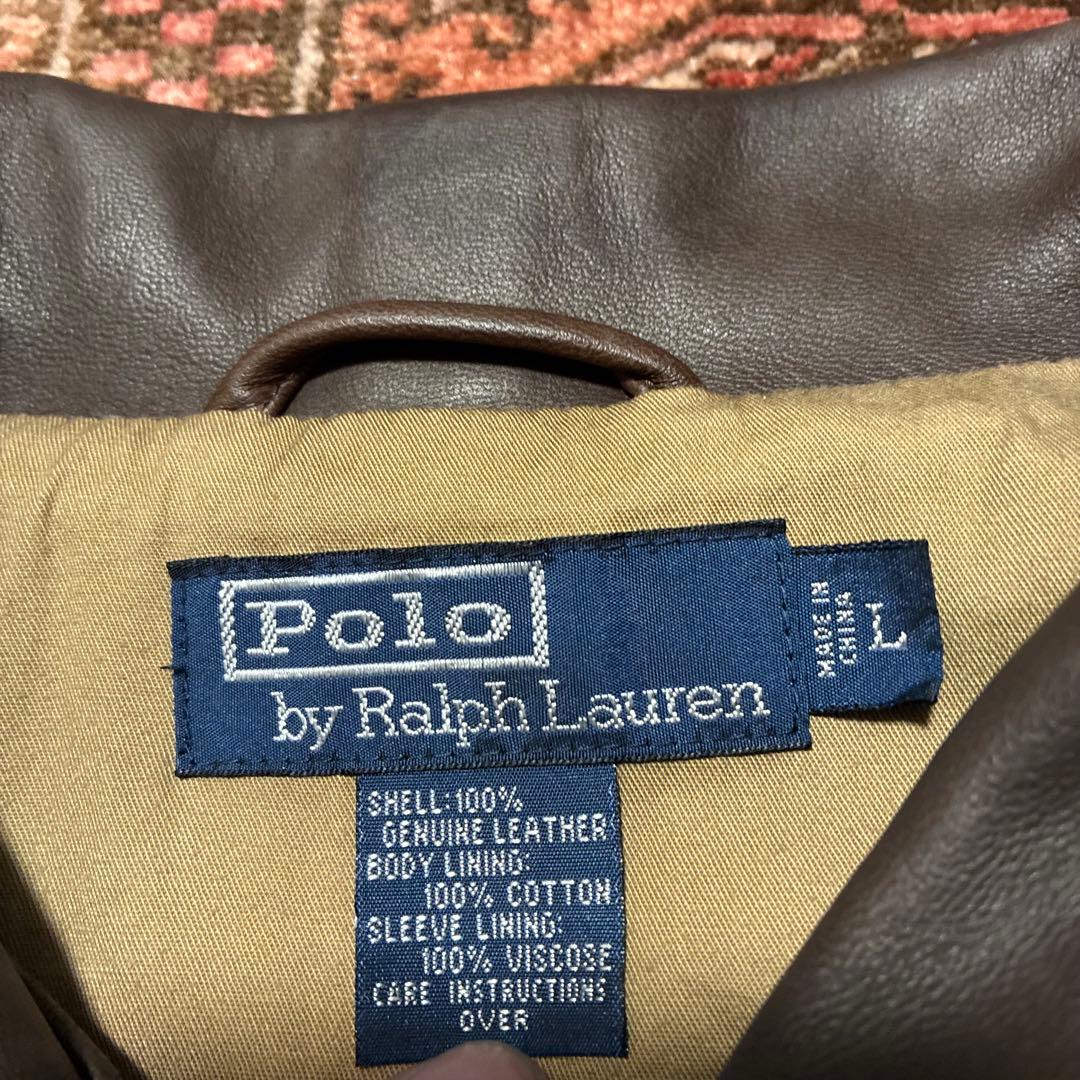 Polo
by Ralph Lauren
MADE IN
CHINA
L
SHELL:100%
GENUINE LEATHER
BODY LINING:
100% COTTON
SLEEVE LINING:
100% VISCOSE
CARE INSTRUCTIONS
OVER